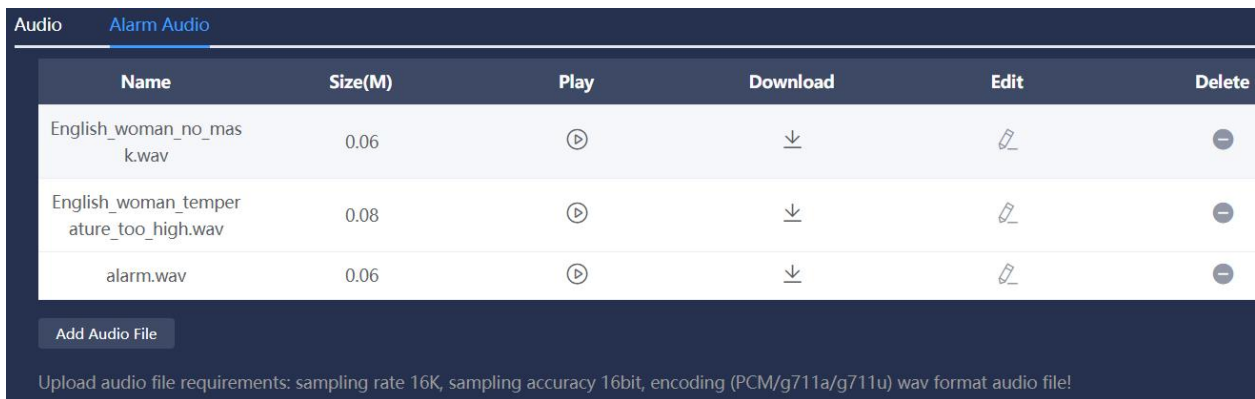 Audio Alarm Audio
Name Size(M) Play Download Edit Delete
English_woman_no_mas
k.wav
0.06
English_woman_temper
ature_too_high.wav
0.08
alarm.wav 0.06
Add Audio File
Upload audio file requirements: sampling rate 16K, sampling accuracy 16bit, encoding (PCM/g711a/g711u) wav format audio file!